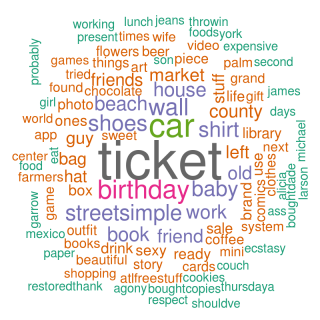 working lunch jeans throwin
present times wife foods york
flowers beer video expensive
games things art son piece palm second
probably tried friends market stuff grand
found chocolate house life gift james
girl photo beach wall county days
world ones shoes car shirt library
app guy sweet left next michael
center bag ticket use
food eat hat old comics clothes alicia boughtdade larson
farmers box birthday baby brand
game streetsimple work system ass
garrow outfit book friend sale coffee
mexico books drink sexy ready mini ecstasy
paper beautiful story cards couch
shopping atlfreestuff cookies
restoredthank agony boughtcopies thursdaya
respect shouldve